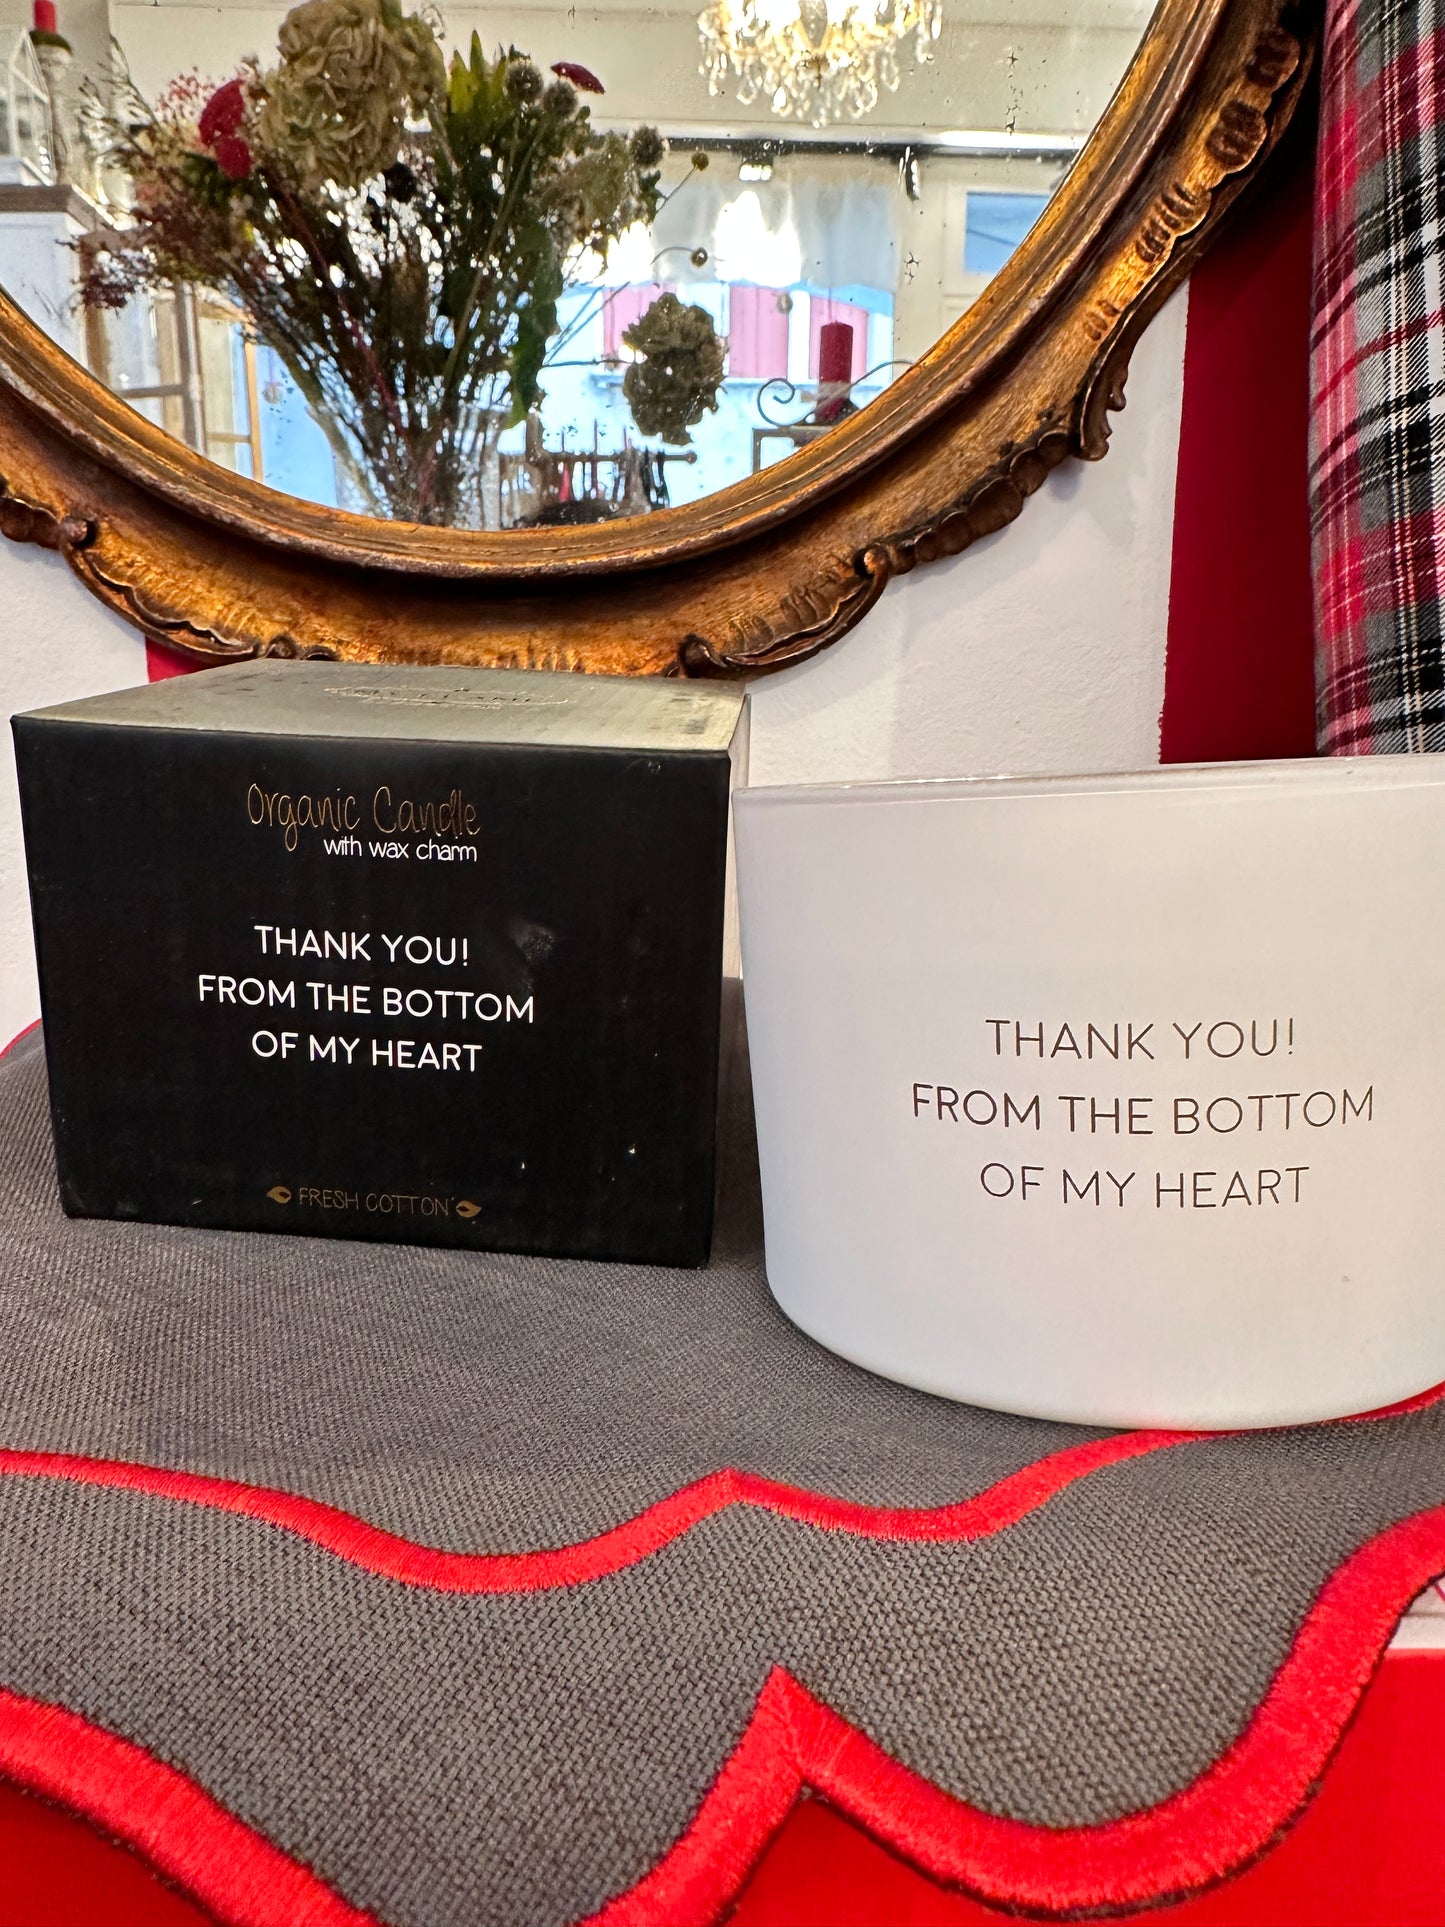 Organic Candle
with wax charm
THANK YOU!
FROM THE BOTTOM
OF MY HEART
FRESH COTTON
THANK YOU!
FROM THE BOTTOM
OF MY HEART